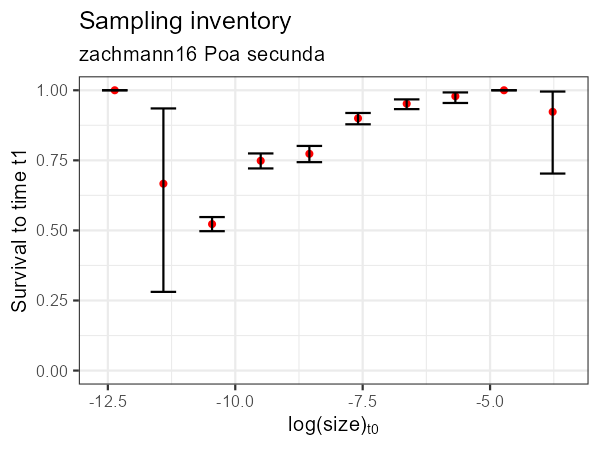 Sampling inventory
zachmann16 Poa secunda
1.00
0.75
0.50
0.25
0.00
Survival to time t1
-12.5
-10.0
-7.5
-5.0
log(size)t0